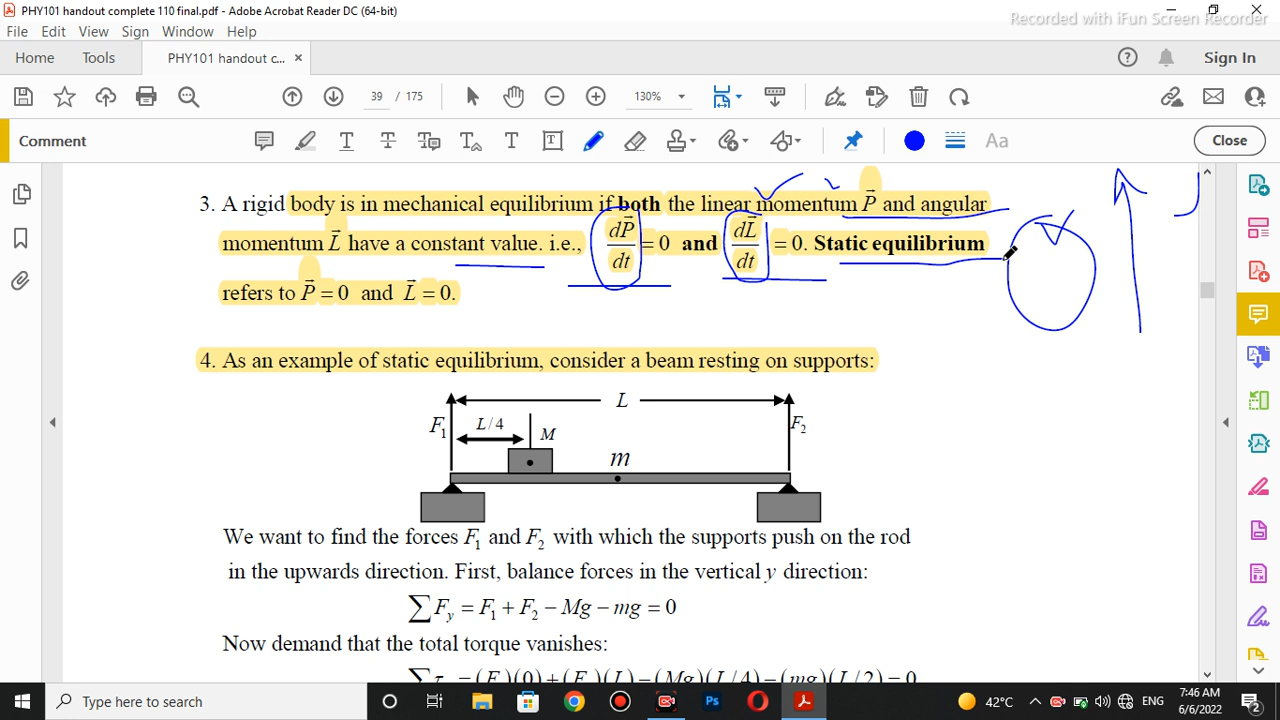 PHY101 handout complete 110 final.pdf - Adobe Acrobat Reader DC (64-bit)
Recorded with iFun Screen Recorder
File Edit View Sign Window Help
Home Tools PHY101 handout c... × Sign In
39 / 175 130%
Comment Close
3. A rigid body is in mechanical equilibrium if both the linear momentum P⃗ and angular
momentum L⃗ have a constant value. i.e., dP⃗/dt = 0 and dL⃗/dt = 0. Static equilibrium
refers to P⃗ = 0 and L⃗ = 0.
4. As an example of static equilibrium, consider a beam resting on supports:
L
F₁ L/4 M F₂
m
We want to find the forces F₁ and F₂ with which the supports push on the rod
in the upwards direction. First, balance forces in the vertical y direction:
∑F_y = F₁ + F₂ − Mg − mg = 0
Now demand that the total torque vanishes:
Type here to search
42°C ENG 7:46 AM
6/6/2022 2